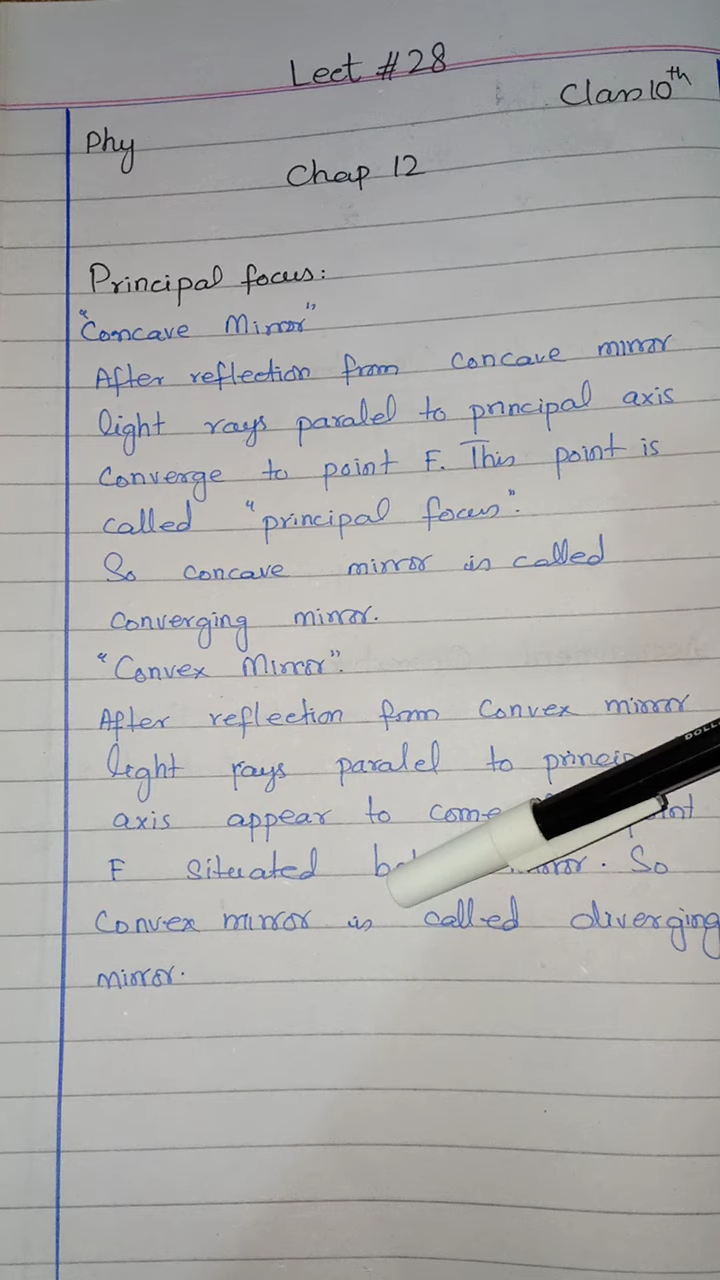 Lect #28
Class 10th
Phy
Chap 12
Principal focus:
"Concave Mirror"
After reflection from concave mirror
light rays paralel to principal axis
converge to point F. This point is
called "principal focus".
So concave mirror is called
converging mirror.
"Convex Mirror".
After reflection from convex mirror
light rays paralel to
axis appear to come
F situated So
Convex mirror is called diverging
mirror.